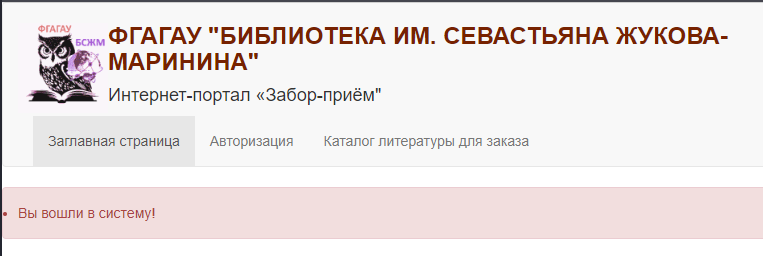 ФГАГАУ
БСЖМ
ФГАГАУ "БИБЛИОТЕКА ИМ. СЕВАСТЬЯНА ЖУКОВА-
МАРИНИНА"
Интернет-портал «Забор-приём"
Заглавная страница Авторизация Каталог литературы для заказа
Вы вошли в систему!